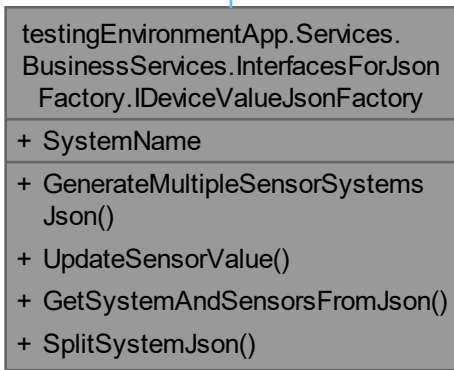 testingEnvironmentApp.Services.
BusinessServices.InterfacesForJson
Factory.IDeviceValueJsonFactory
+ SystemName
+ GenerateMultipleSensorSystems
Json()
+ UpdateSensorValue()
+ GetSystemAndSensorsFromJson()
+ SplitSystemJson()